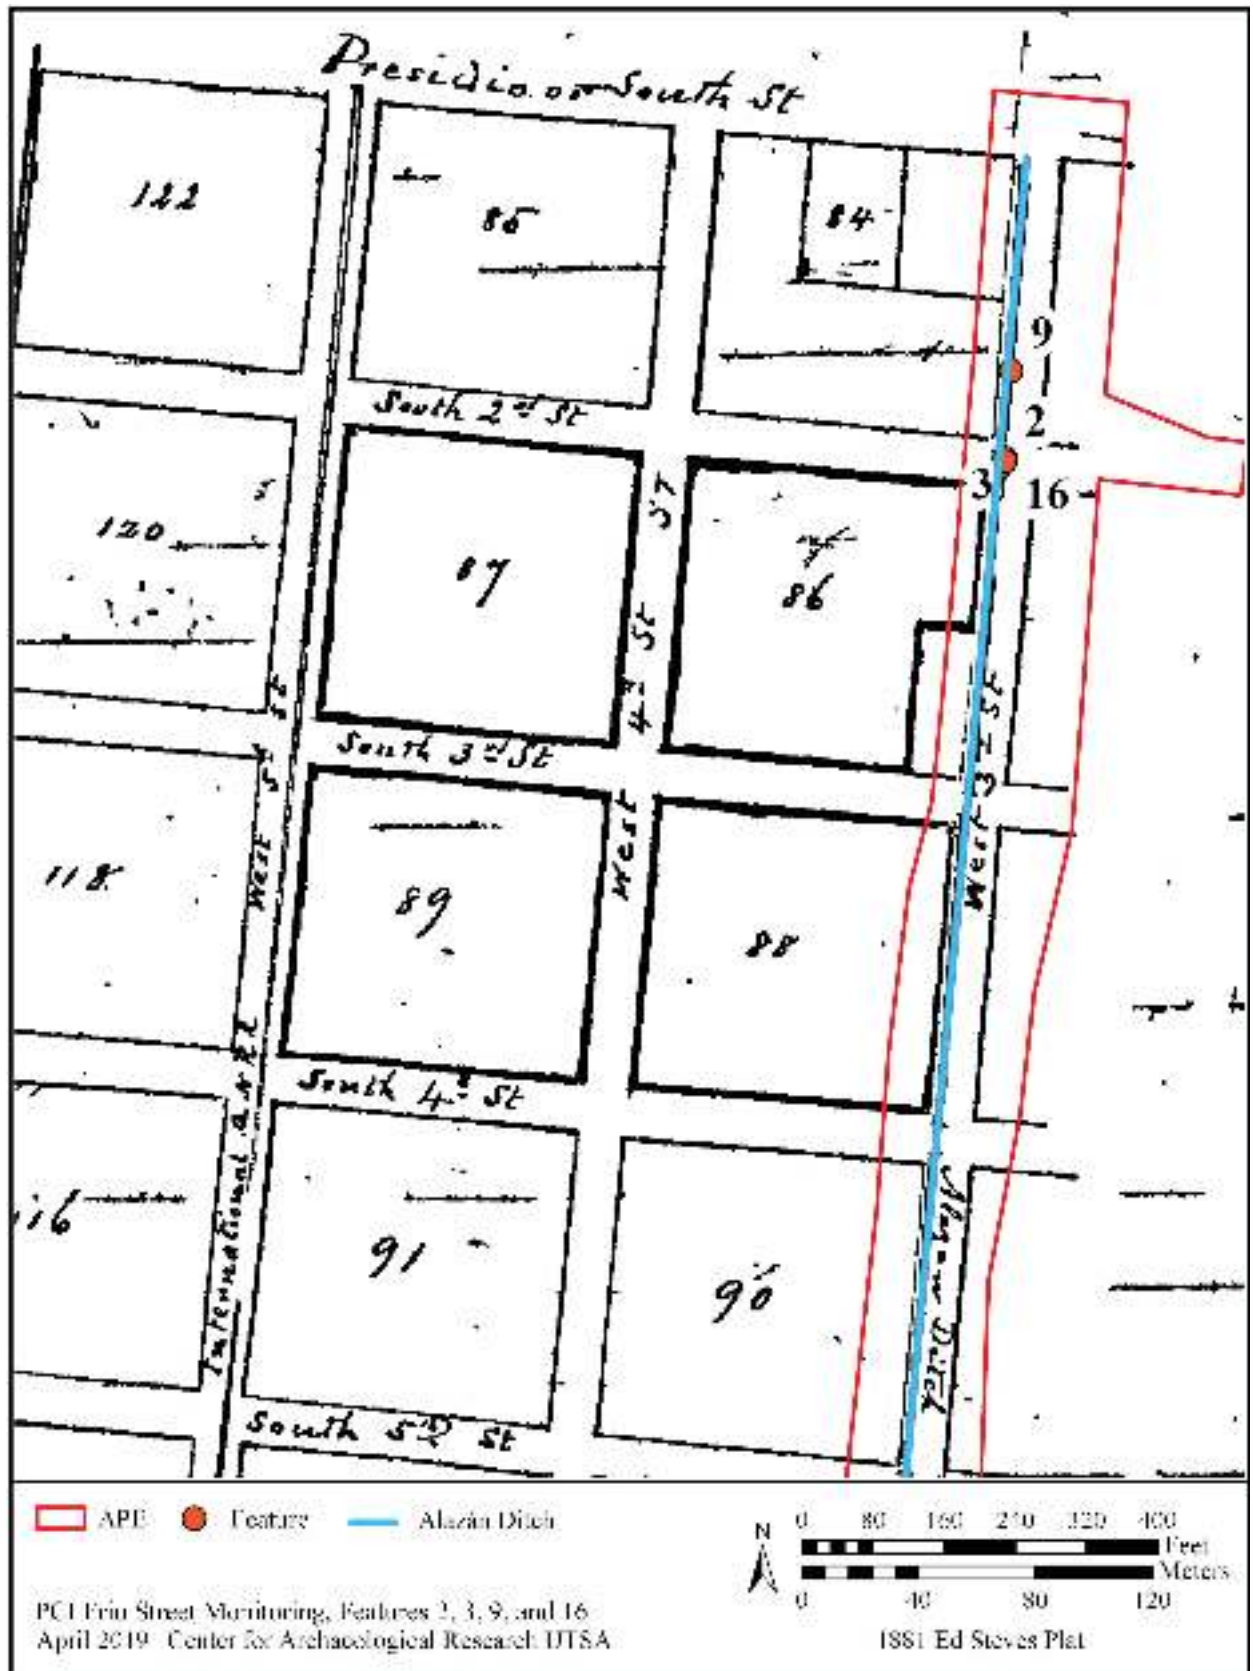 Presidio or South St
122
85
84
9
South 2nd St
2
3
16
120
87
St
86
West 4th St
South 3rd St
West 3rd St
118
West 5th St
89
88
South 4th St
International & N R R
116
91
90
Alazan Ditch
South 5th St
APE
Feature
Alazán Ditch
N
0 80 160 240 320 400
Feet
Meters
0 40 80 120
PCI Frio Street Monitoring, Features 2, 3, 9, and 16
April 2019 Center for Archaeological Research UTSA
1881 Ed Steves Plat